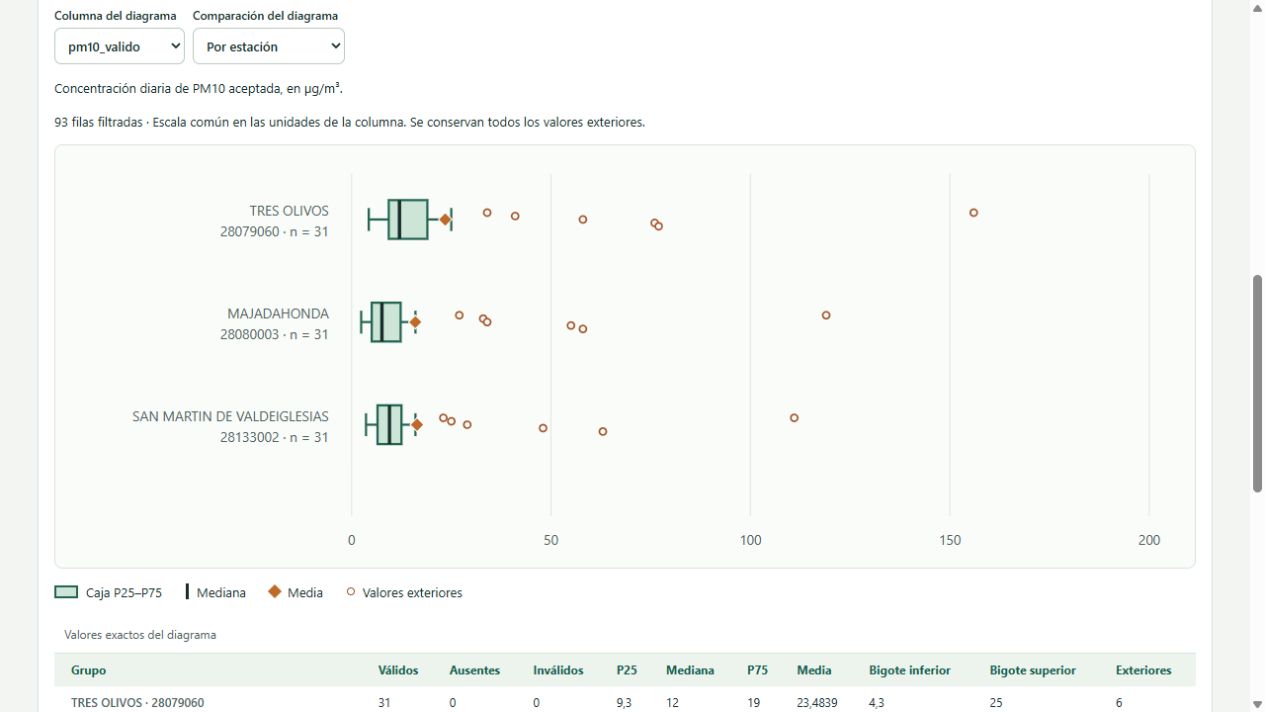 Columna del diagrama Comparación del diagrama
pm10_valido Por estación
Concentración diaria de PM10 aceptada, en µg/m³.
93 filas filtradas · Escala común en las unidades de la columna. Se conservan todos los valores exteriores.
TRES OLIVOS
28079060 · n = 31
MAJADAHONDA
28080003 · n = 31
SAN MARTIN DE VALDEIGLESIAS
28133002 · n = 31
0 50 100 150 200
Caja P25–P75 Mediana Media Valores exteriores
Valores exactos del diagrama
Grupo Válidos Ausentes Inválidos P25 Mediana P75 Media Bigote inferior Bigote superior Exteriores
TRES OLIVOS · 28079060 31 0 0 9,3 12 19 23,4839 4,3 25 6